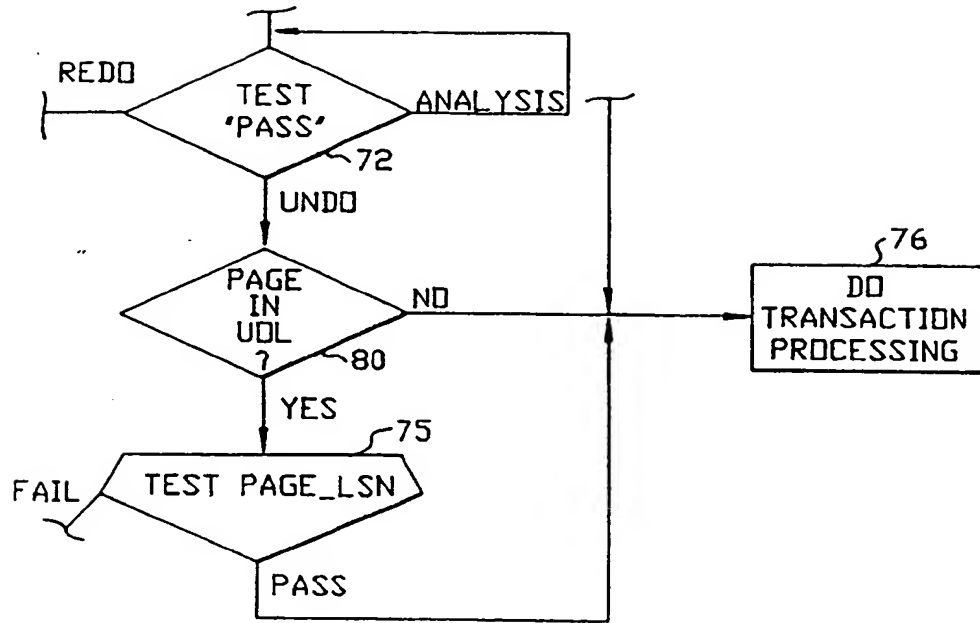 REDO
TEST
"PASS"
ANALYSIS
72
UNDO
PAGE
IN
UOL
?
NO
80
76
DO
TRANSACTION
PROCESSING
YES
75
TEST PAGE_LSN
FAIL
PASS